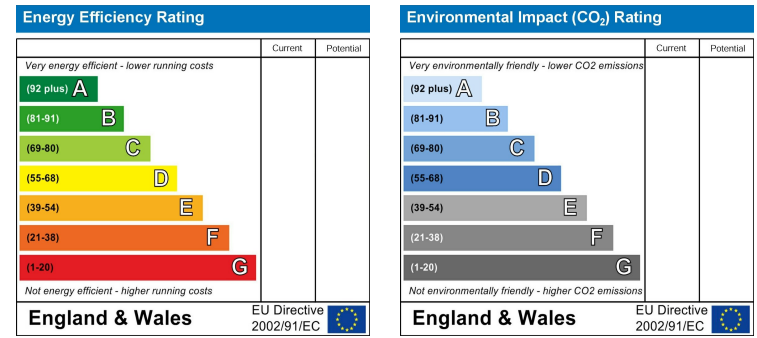 Energy Efficiency Rating
Current Potential
Very energy efficient - lower running costs
(92 plus) A
(81-91) B
(69-80) C
(55-68) D
(39-54) E
(21-38) F
(1-20) G
Not energy efficient - higher running costs
England & Wales
EU Directive
2002/91/EC
Environmental Impact (CO₂) Rating
Current Potential
Very environmentally friendly - lower CO2 emissions
(92 plus) A
(81-91) B
(69-80) C
(55-68) D
(39-54) E
(21-38) F
(1-20) G
Not environmentally friendly - higher CO2 emissions
England & Wales
EU Directive
2002/91/EC